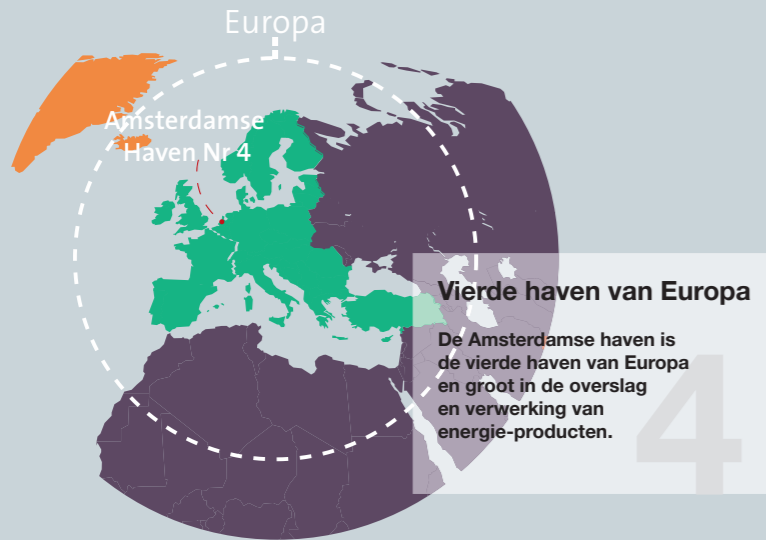 Europa
Amsterdamse
Haven Nr 4
Vierde haven van Europa
De Amsterdamse haven is
de vierde haven van Europa
en groot in de overslag
en verwerking van
energie-producten.
4